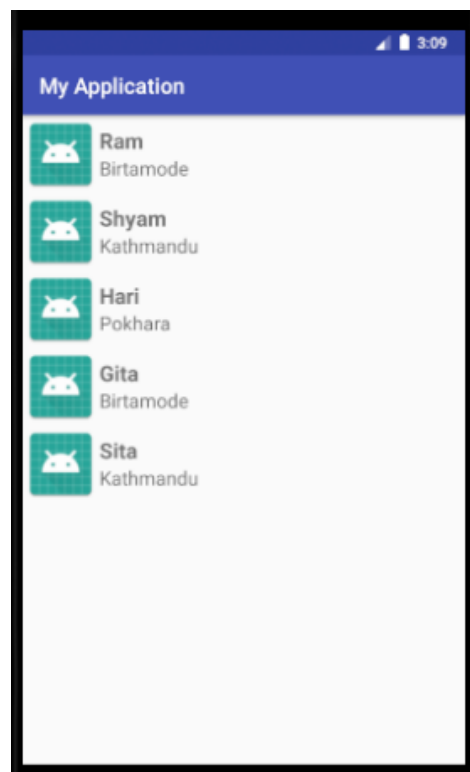 3:09
My Application
Ram
Birtamode
Shyam
Kathmandu
Hari
Pokhara
Gita
Birtamode
Sita
Kathmandu